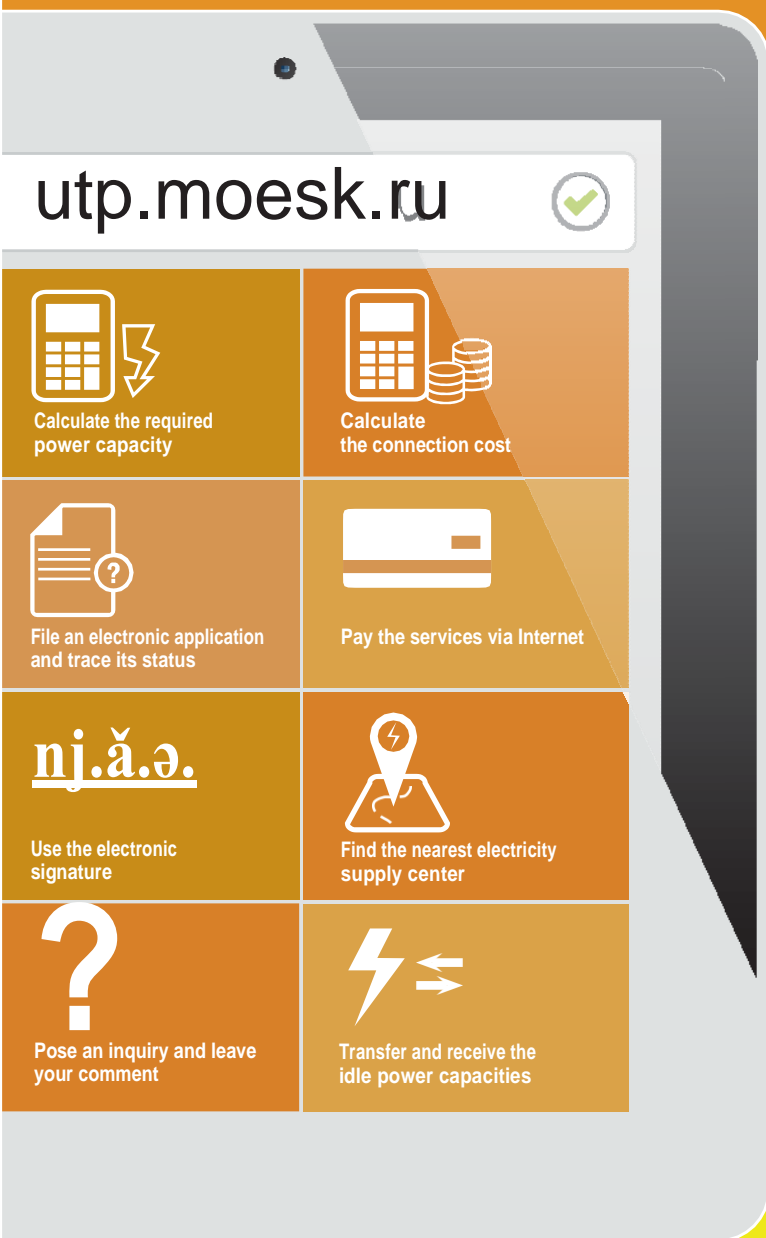 utp.moesk.ru
Calculate the required
power capacity
Calculate
the connection cost
?
File an electronic application
and trace its status
Pay the services via Internet
nj.ă.ə.
Use the electronic
signature
Find the nearest electricity
supply center
?
Pose an inquiry and leave
your comment
Transfer and receive the
idle power capacities